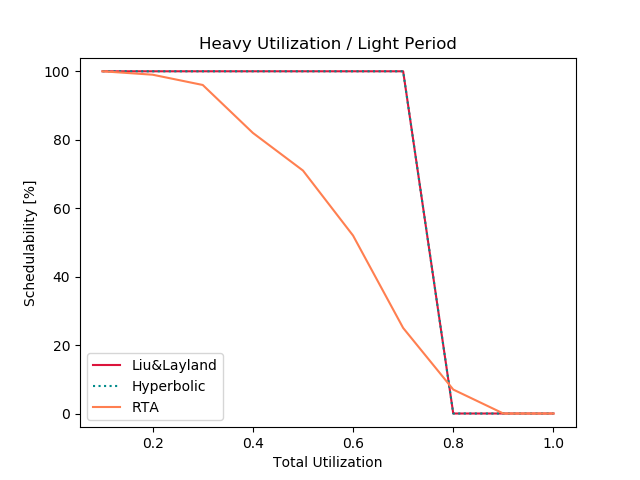 Heavy Utilization / Light Period
Schedulability [%]
100
80
60
40
20
0
Liu&Layland
Hyperbolic
RTA
0.2
0.4
0.6
0.8
1.0
Total Utilization